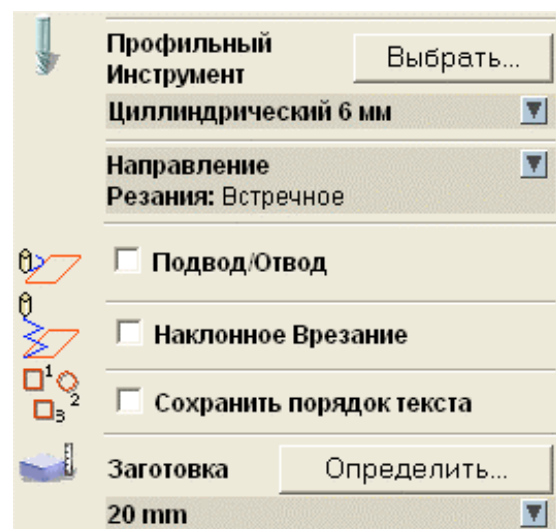 Профильный
Инструмент
Выбрать...
Циллиндрический 6 мм
Направление
Резания: Встречное
Подвод/Отвод
Наклонное Врезание
1
2
3
Сохранить порядок текста
Заготовка
Определить...
20 mm